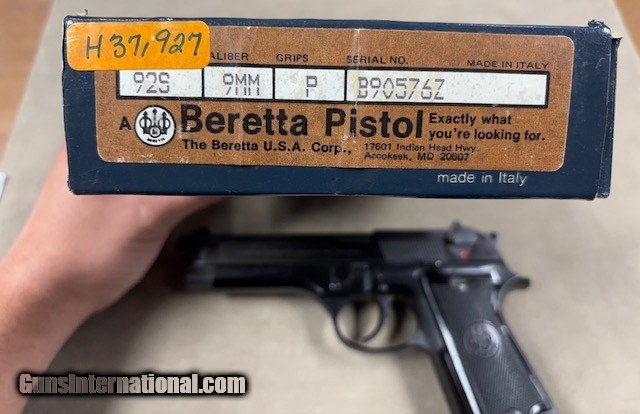 H 37,927
CALIBER GRIPS SERIAL NO. MADE IN ITALY
92S 9MM P B90576Z
A Beretta Pistol Exactly what
you're looking for.
The Beretta U.S.A. Corp., 17601 Indian Head Hwy.
Accokeek, MD 20607
made in Italy
GunsInternational.com